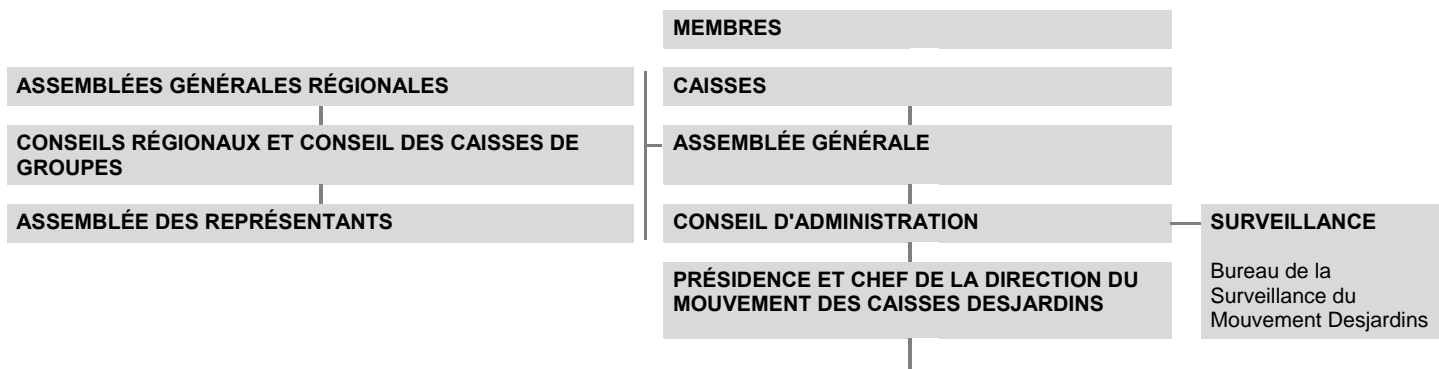 MEMBRES
ASSEMBLÉES GÉNÉRALES RÉGIONALES
CONSEILS RÉGIONAUX ET CONSEIL DES CAISSES DE
GROUPES
ASSEMBLÉE DES REPRÉSENTANTS
CAISSES
ASSEMBLÉE GÉNÉRALE
CONSEIL D'ADMINISTRATION
PRÉSIDENCE ET CHEF DE LA DIRECTION DU
MOUVEMENT DES CAISSES DESJARDINS
SURVEILLANCE
Bureau de la
Surveillance du
Mouvement Desjardins